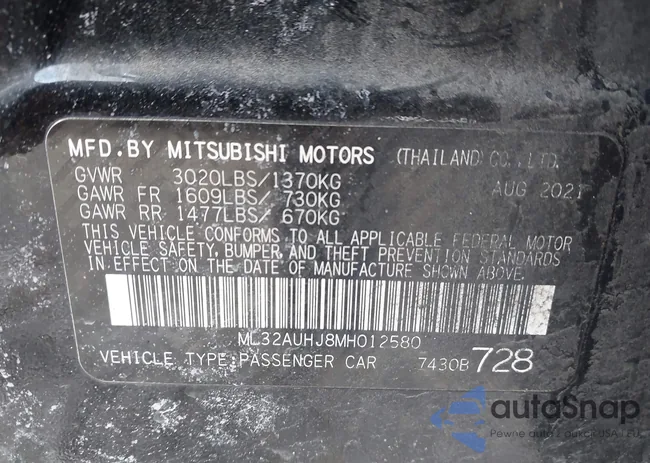 MFD.BY MITSUBISHI MOTORS (THAILAND) CO.,LTD.
GVWR 3020LBS/1370KG AUG 2021
GAWR FR 1609LBS/ 730KG
GAWR RR 1477LBS/ 670KG
THIS VEHICLE CONFORMS TO ALL APPLICABLE FEDERAL MOTOR
VEHICLE SAFETY, BUMPER, AND THEFT PREVENTION STANDARDS
IN EFFECT ON THE DATE OF MANUFACTURE SHOWN ABOVE.
ML32AUHJ8MH012580
VEHICLE TYPE:PASSENGER CAR 7430B 728
autoSnap
Pewne auto